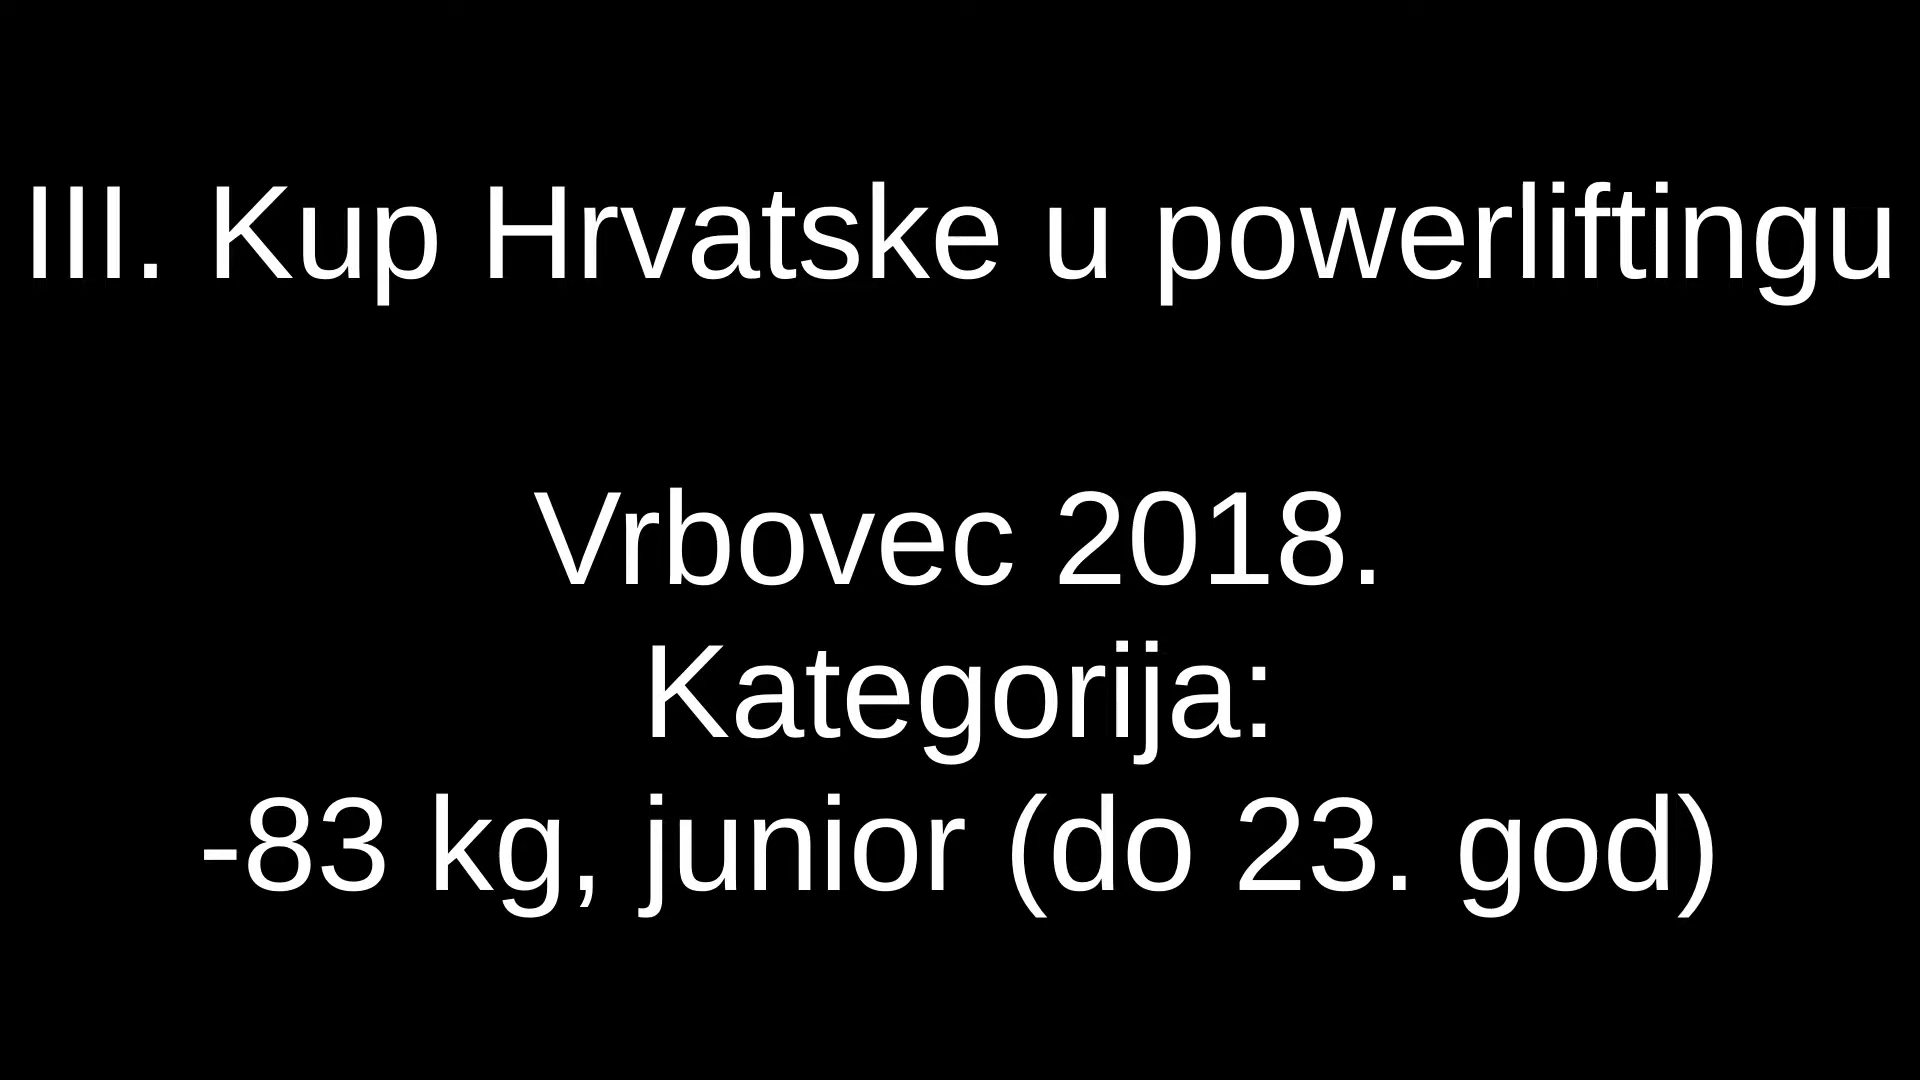 III. Kup Hrvatske u powerliftingu
Vrbovec 2018.
Kategorija:
-83 kg, junior (do 23. god)